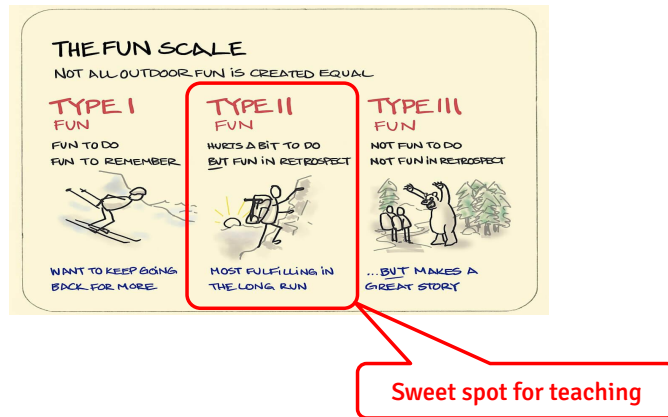 THE FUN SCALE
NOT ALL OUTDOOR FUN IS CREATED EQUAL
TYPE I
FUN
FUN TO DO
FUN TO REMEMBER
WANT TO KEEP GOING
BACK FOR MORE
TYPE II
FUN
HURTS A BIT TO DO
BUT FUN IN RETROSPECT
MOST FULFILLING IN
THE LONG RUN
TYPE III
FUN
NOT FUN TO DO
NOT FUN IN RETROSPECT
...BUT MAKES A
GREAT STORY
Sweet spot for teaching